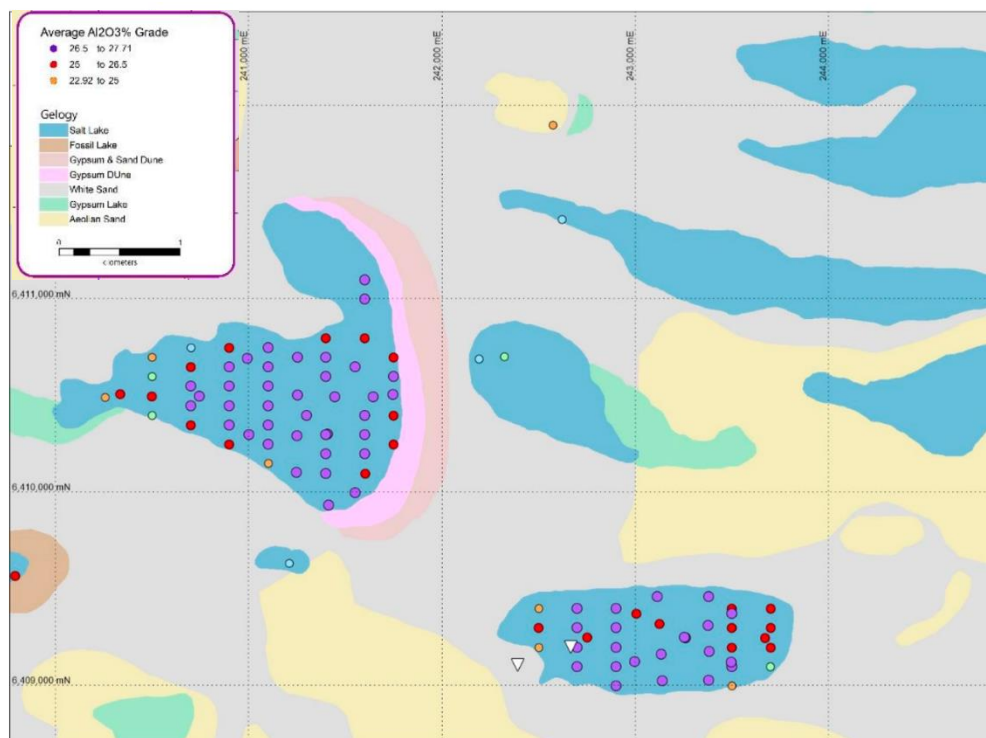 Average Al2O3% Grade
26.5 to 27.71
25 to 26.5
22.92 to 25
Gelogy
Salt Lake
Fossil Lake
Gypsum & Sand Dune
Gypsum DUne
White Sand
Gypsum Lake
Aeolian Sand
0 1
kilometers
241,000 mE
242,000 mE
243,000 mE
244,000 mE
6,411,000 mN
6,410,000 mN
6,409,000 mN